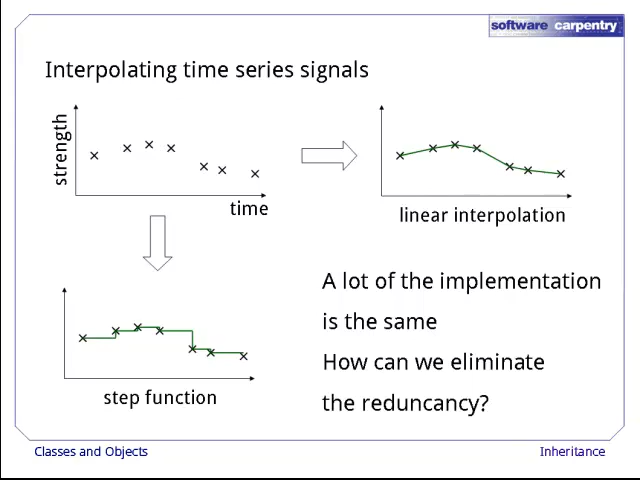 software carpentry
Interpolating time series signals
strength
time
linear interpolation
step function
A lot of the implementation
is the same
How can we eliminate
the reduncancy?
Classes and Objects
Inheritance